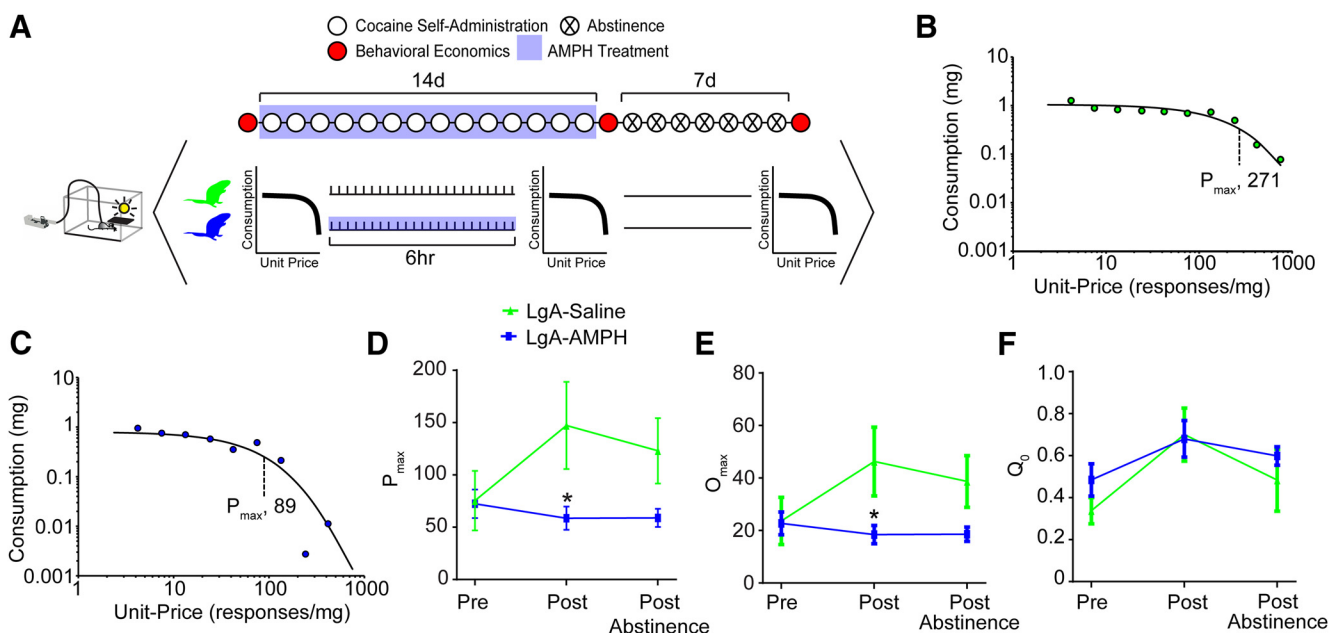 A
Cocaine Self-Administration
Abstinence
Behavioral Economics
AMPH Treatment
14d
7d
Consumption
Unit Price
6hr
Consumption
Unit Price
Consumption
Unit Price
B
Consumption (mg)
10
1
0.1
0.01
0.001
Pmax, 271
1
10
100
1000
Unit-Price (responses/mg)
C
Consumption (mg)
10
1
0.1
0.01
0.001
Pmax, 89
1
10
100
1000
Unit-Price (responses/mg)
LgA-Saline
LgA-AMPH
D
Pmax
200
150
100
50
0
*
Pre
Post
Post
Abstinence
E
Omax
80
60
40
20
0
*
Pre
Post
Post
Abstinence
F
Q0
1.0
0.8
0.6
0.4
0.2
0
Pre
Post
Post
Abstinence